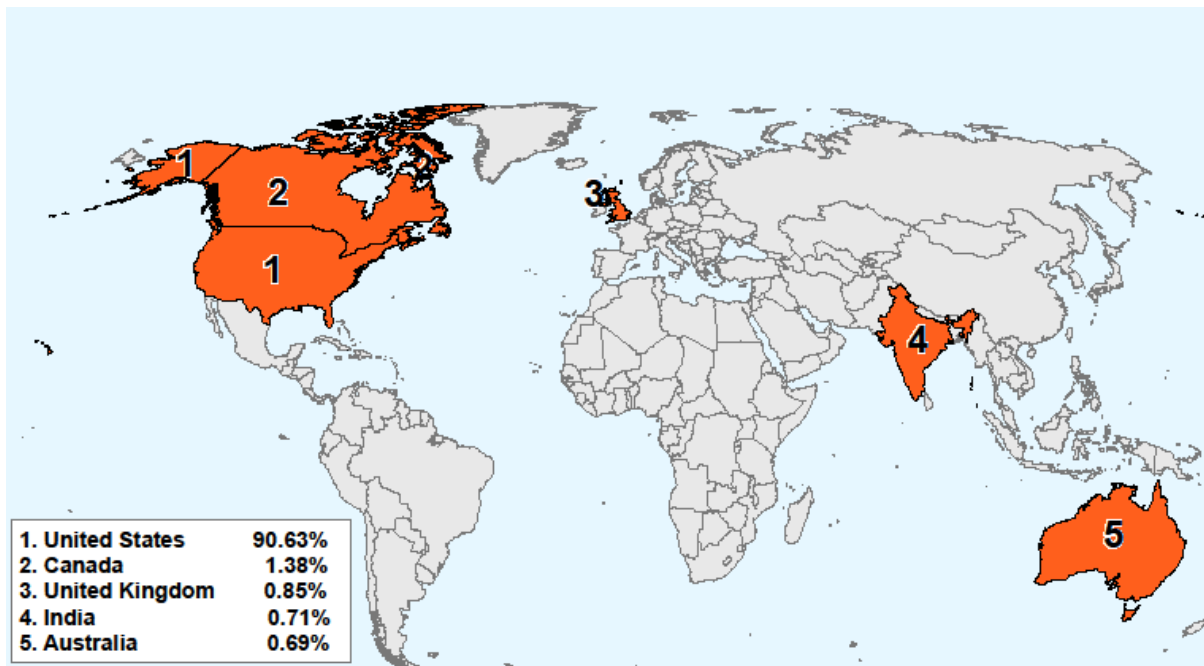 1
2
2
3
1
4
5
1. United States 90.63%
2. Canada 1.38%
3. United Kingdom 0.85%
4. India 0.71%
5. Australia 0.69%